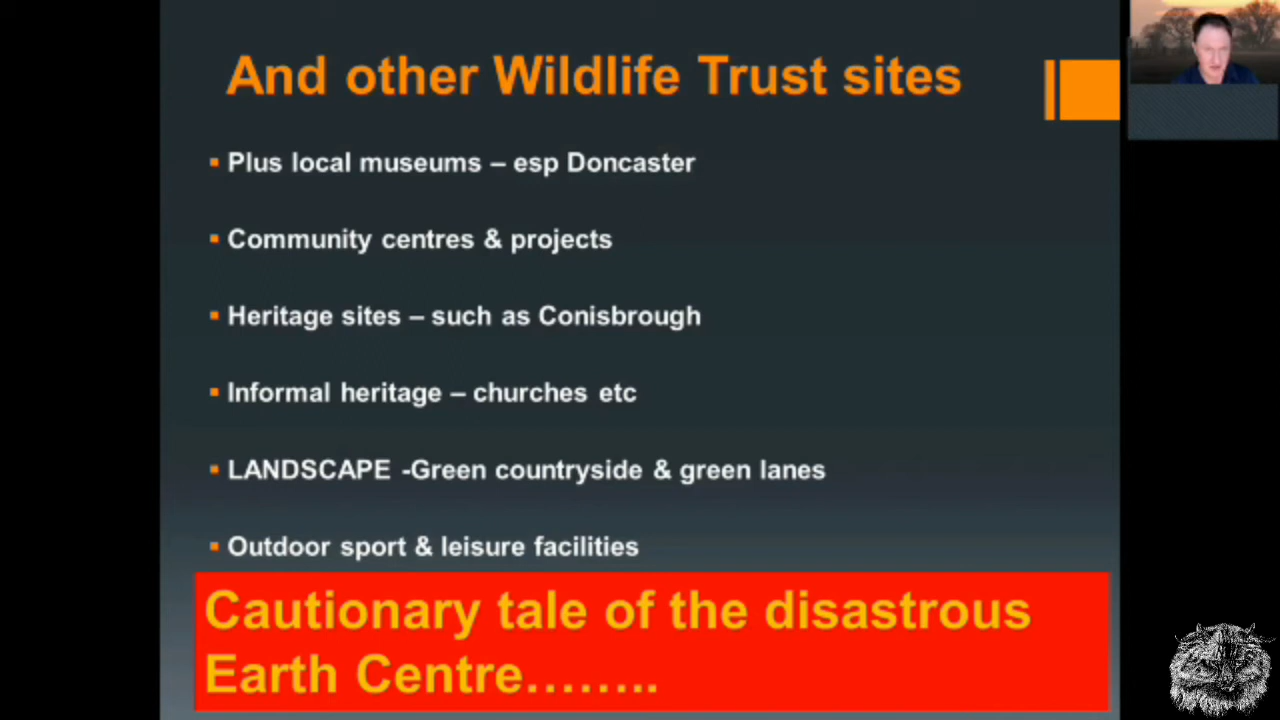 And other Wildlife Trust sites
Plus local museums – esp Doncaster
Community centres & projects
Heritage sites – such as Conisbrough
Informal heritage – churches etc
LANDSCAPE -Green countryside & green lanes
Outdoor sport & leisure facilities
Cautionary tale of the disastrous
Earth Centre……..